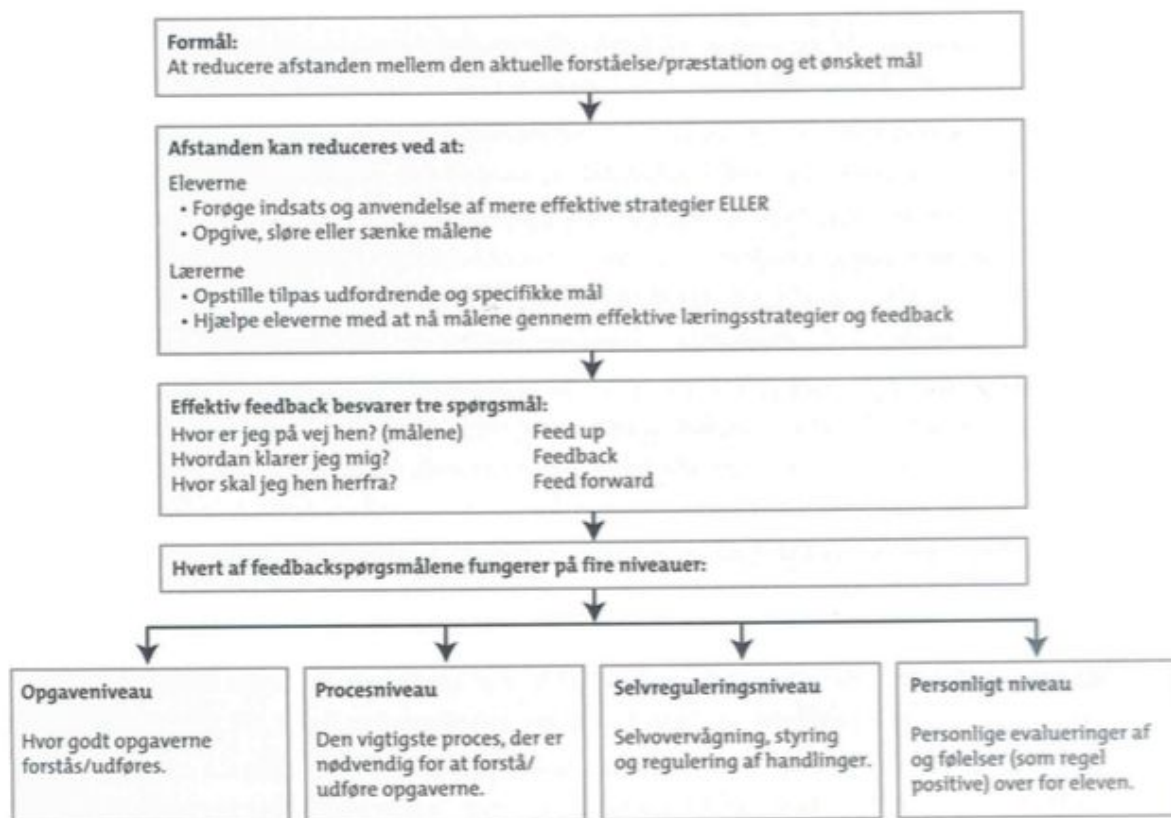 Formål:
At reducere afstanden mellem den aktuelle forståelse/præstation og et ønsket mål
Afstanden kan reduceres ved at:
Eleverne
• Forøge indsats og anvendelse af mere effektive strategier ELLER
• Opgive, sløre eller sænke målene
Lærerne
• Opstille tilpas udfordrende og specifikke mål
• Hjælpe eleverne med at nå målene gennem effektive læringsstrategier og feedback
Effektiv feedback besvarer tre spørgsmål:
Hvor er jeg på vej hen? (målene) Feed up
Hvordan klarer jeg mig? Feedback
Hvor skal jeg hen herfra? Feed forward
Hvert af feedbackspørgsmålene fungerer på fire niveauer:
Opgaveniveau
Hvor godt opgaverne
forstås/udføres.
Procesniveau
Den vigtigste proces, der er
nødvendig for at forstå/
udføre opgaverne.
Selvreguleringsniveau
Selvovervågning, styring
og regulering af handlinger.
Personligt niveau
Personlige evalueringer af
og følelser (som regel
positive) over for eleven.